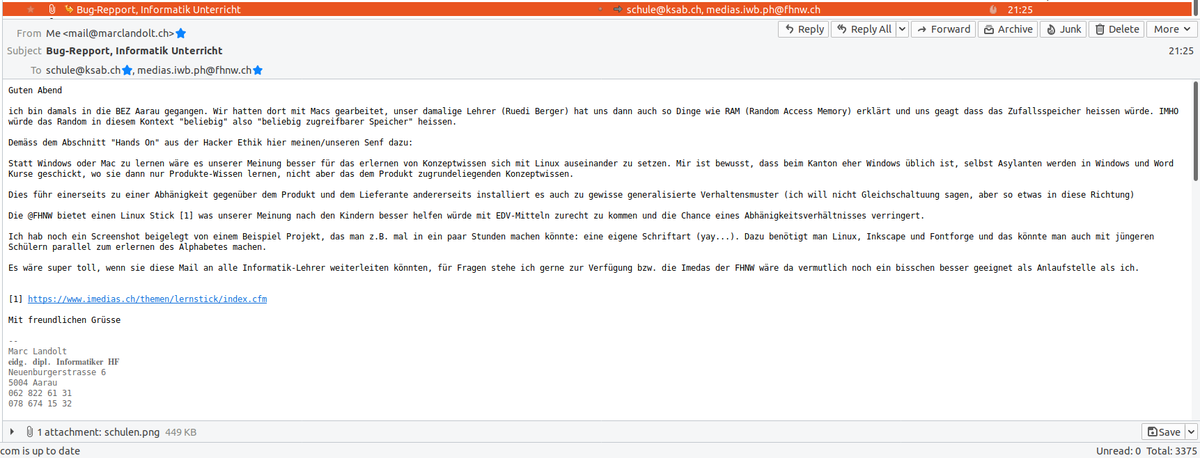 Bug-Repport, Informatik Unterricht schule@ksab.ch, medias.iwb.ph@fhnw.ch 21:25
From Me <mail@marclandolt.ch> Reply Reply All Forward Archive Junk Delete More
Subject Bug-Repport, Informatik Unterricht 21:25
To schule@ksab.ch, medias.iwb.ph@fhnw.ch
Guten Abend
ich bin damals in die BEZ Aarau gegangen. Wir hatten dort mit Macs gearbeitet, unser damalige Lehrer (Ruedi Berger) hat uns dann auch so Dinge wie RAM (Random Access Memory) erklärt und uns geagt dass das Zufallsspeicher heissen würde. IMHO
würde das Random in diesem Kontext "beliebig" also "beliebig zugreifbarer Speicher" heissen.
Demäss dem Abschnitt "Hands On" aus der Hacker Ethik hier meinen/unseren Senf dazu:
Statt Windows oder Mac zu lernen wäre es unserer Meinung besser für das erlernen von Konzeptwissen sich mit Linux auseinander zu setzen. Mir ist bewusst, dass beim Kanton eher Windows üblich ist, selbst Asylanten werden in Windows und Word
Kurse geschickt, wo sie dann nur Produkte-Wissen lernen, nicht aber das dem Produkt zugrundeliegenden Konzeptwissen.
Dies führ einerseits zu einer Abhänigkeit gegenüber dem Produkt und dem Lieferante andererseits installiert es auch zu gewisse generalisierte Verhaltensmuster (ich will nicht Gleichschaltuung sagen, aber so etwas in diese Richtung)
Die @FHNW bietet einen Linux Stick [1] was unserer Meinung nach den Kindern besser helfen würde mit EDV-Mitteln zurecht zu kommen und die Chance eines Abhänigkeitsverhältnisses verringert.
Ich hab noch ein Screenshot beigelegt von einem Beispiel Projekt, das man z.B. mal in ein paar Stunden machen könnte: eine eigene Schriftart (yay...). Dazu benötigt man Linux, Inkscape und Fontforge und das könnte man auch mit jüngeren
Schülern parallel zum erlernen des Alphabetes machen.
Es wäre super toll, wenn sie diese Mail an alle Informatik-Lehrer weiterleiten könnten, für Fragen stehe ich gerne zur Verfügung bzw. die Imedas der FHNW wäre da vermutlich noch ein bisschen besser geeignet als Anlaufstelle als ich.
[1] https://www.imedias.ch/themen/lernstick/index.cfm
Mit freundlichen Grüsse
--
Marc Landolt
eidg. dipl. Informatiker HF
Neuenburgerstrasse 6
5004 Aarau
062 822 61 31
078 674 15 32
1 attachment: schulen.png 449 KB Save
com is up to date Unread: 0 Total: 3375